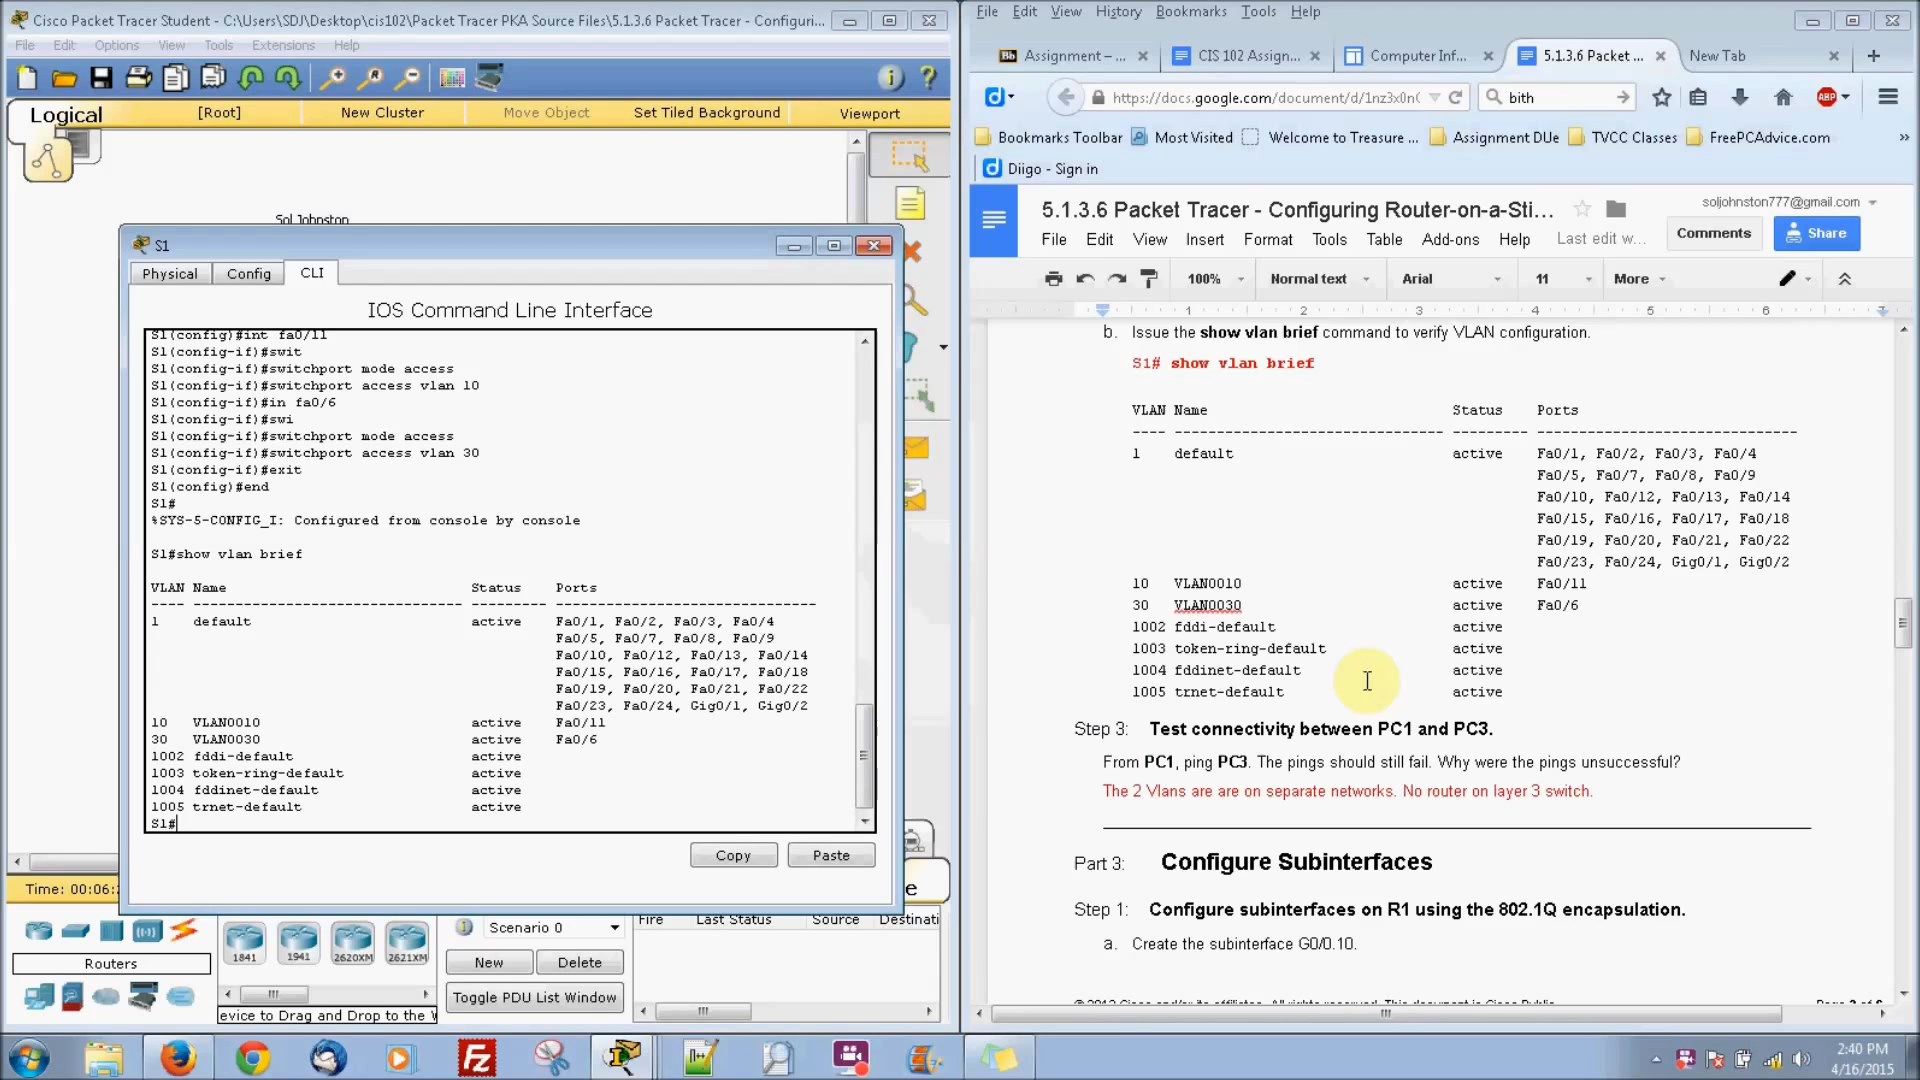 Cisco Packet Tracer Student - C:\Users\SDJ\Desktop\cis102\Packet Tracer PKA Source Files\5.1.3.6 Packet Tracer - Configuri...
File Edit Options View Tools Extensions Help
Logical
[Root]
New Cluster
Move Object
Set Tiled Background
Viewport
Sol Johnston
S1
Physical
Config
CLI
IOS Command Line Interface
S1(config)#int fa0/11
S1(config-if)#swit
S1(config-if)#switchport mode access
S1(config-if)#switchport access vlan 10
S1(config-if)#in fa0/6
S1(config-if)#swi
S1(config-if)#switchport mode access
S1(config-if)#switchport access vlan 30
S1(config-if)#exit
S1(config)#end
S1#
%SYS-5-CONFIG_I: Configured from console by console
S1#show vlan brief
VLAN Name Status Ports
---- -------------------------------- --------- -------------------------------
1 default active Fa0/1, Fa0/2, Fa0/3, Fa0/4
Fa0/5, Fa0/7, Fa0/8, Fa0/9
Fa0/10, Fa0/12, Fa0/13, Fa0/14
Fa0/15, Fa0/16, Fa0/17, Fa0/18
Fa0/19, Fa0/20, Fa0/21, Fa0/22
Fa0/23, Fa0/24, Gig0/1, Gig0/2
10 VLAN0010 active Fa0/11
30 VLAN0030 active Fa0/6
1002 fddi-default active
1003 token-ring-default active
1004 fddinet-default active
1005 trnet-default active
S1#
Copy
Paste
Time: 00:06:
e
Routers
1841
1941
2620XM
2621XM
evice to Drag and Drop to the
Scenario 0
New
Delete
Toggle PDU List Window
Fire Last Status Source Destinati
File Edit View History Bookmarks Tools Help
Bb Assignment – ...
CIS 102 Assign...
Computer Inf...
5.1.3.6 Packet ...
New Tab
https://docs.google.com/document/d/1nz3x0n(
bith
ABP
Bookmarks Toolbar
Most Visited
Welcome to Treasure ...
Assignment DUe
TVCC Classes
FreePCAdvice.com
Diigo - Sign in
5.1.3.6 Packet Tracer - Configuring Router-on-a-Sti...
soljohnston777@gmail.com
File Edit View Insert Format Tools Table Add-ons Help
Last edit w...
Comments
Share
100%
Normal text
Arial
11
More
1 2 3 4 5 6 7
b. Issue the show vlan brief command to verify VLAN configuration.
S1# show vlan brief
VLAN Name Status Ports
---- -------------------------------- --------- -------------------------------
1 default active Fa0/1, Fa0/2, Fa0/3, Fa0/4
Fa0/5, Fa0/7, Fa0/8, Fa0/9
Fa0/10, Fa0/12, Fa0/13, Fa0/14
Fa0/15, Fa0/16, Fa0/17, Fa0/18
Fa0/19, Fa0/20, Fa0/21, Fa0/22
Fa0/23, Fa0/24, Gig0/1, Gig0/2
10 VLAN0010 active Fa0/11
30 VLAN0030 active Fa0/6
1002 fddi-default active
1003 token-ring-default active
1004 fddinet-default active
1005 trnet-default active
Step 3: Test connectivity between PC1 and PC3.
From PC1, ping PC3. The pings should still fail. Why were the pings unsuccessful?
The 2 Vlans are are on separate networks. No router on layer 3 switch.
Part 3: Configure Subinterfaces
Step 1: Configure subinterfaces on R1 using the 802.1Q encapsulation.
a. Create the subinterface G0/0.10.
2:40 PM
4/16/2015